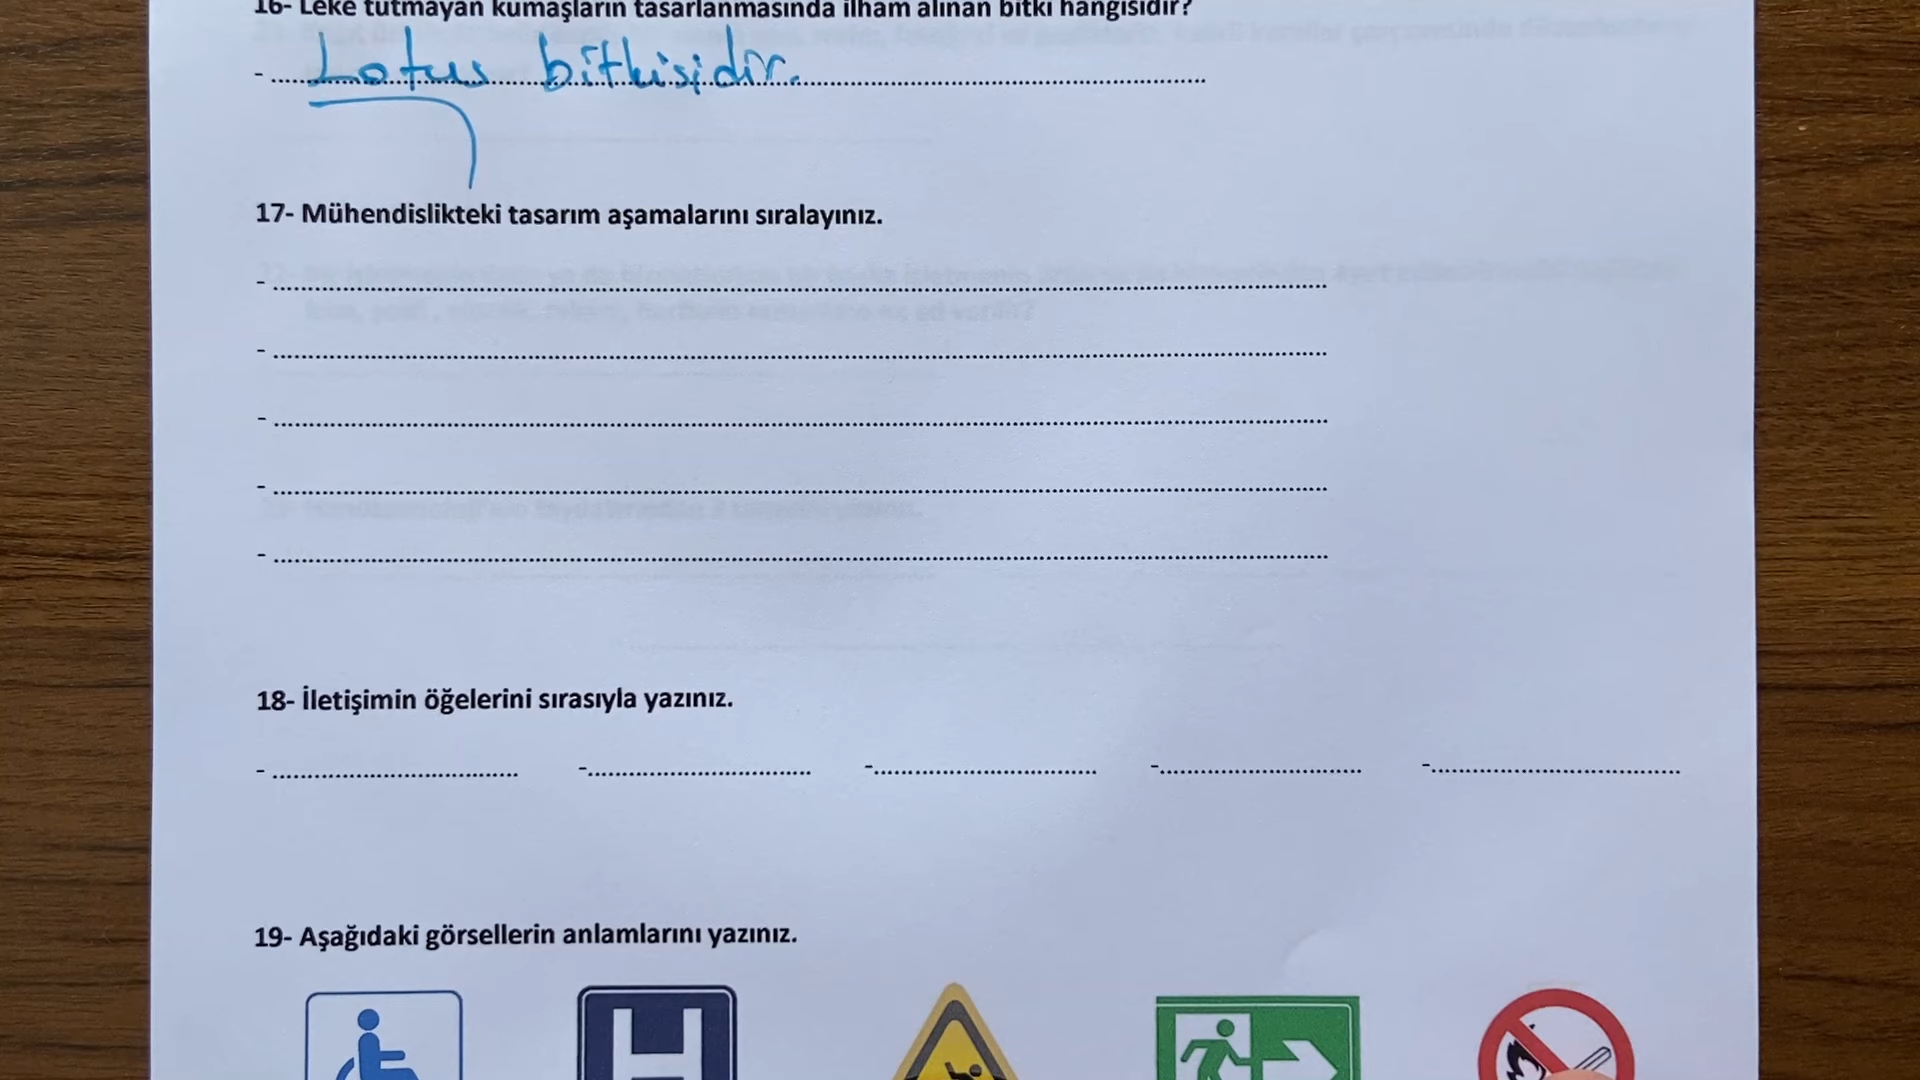 16- Leke tutmayan kumaşların tasarlanmasında ilham alınan bitki hangisidir?
- Lotus bitkisidir.
17- Mühendislikteki tasarım aşamalarını sıralayınız.
-
-
-
-
-
18- İletişimin öğelerini sırasıyla yazınız.
- - - - -
19- Aşağıdaki görsellerin anlamlarını yazınız.
H